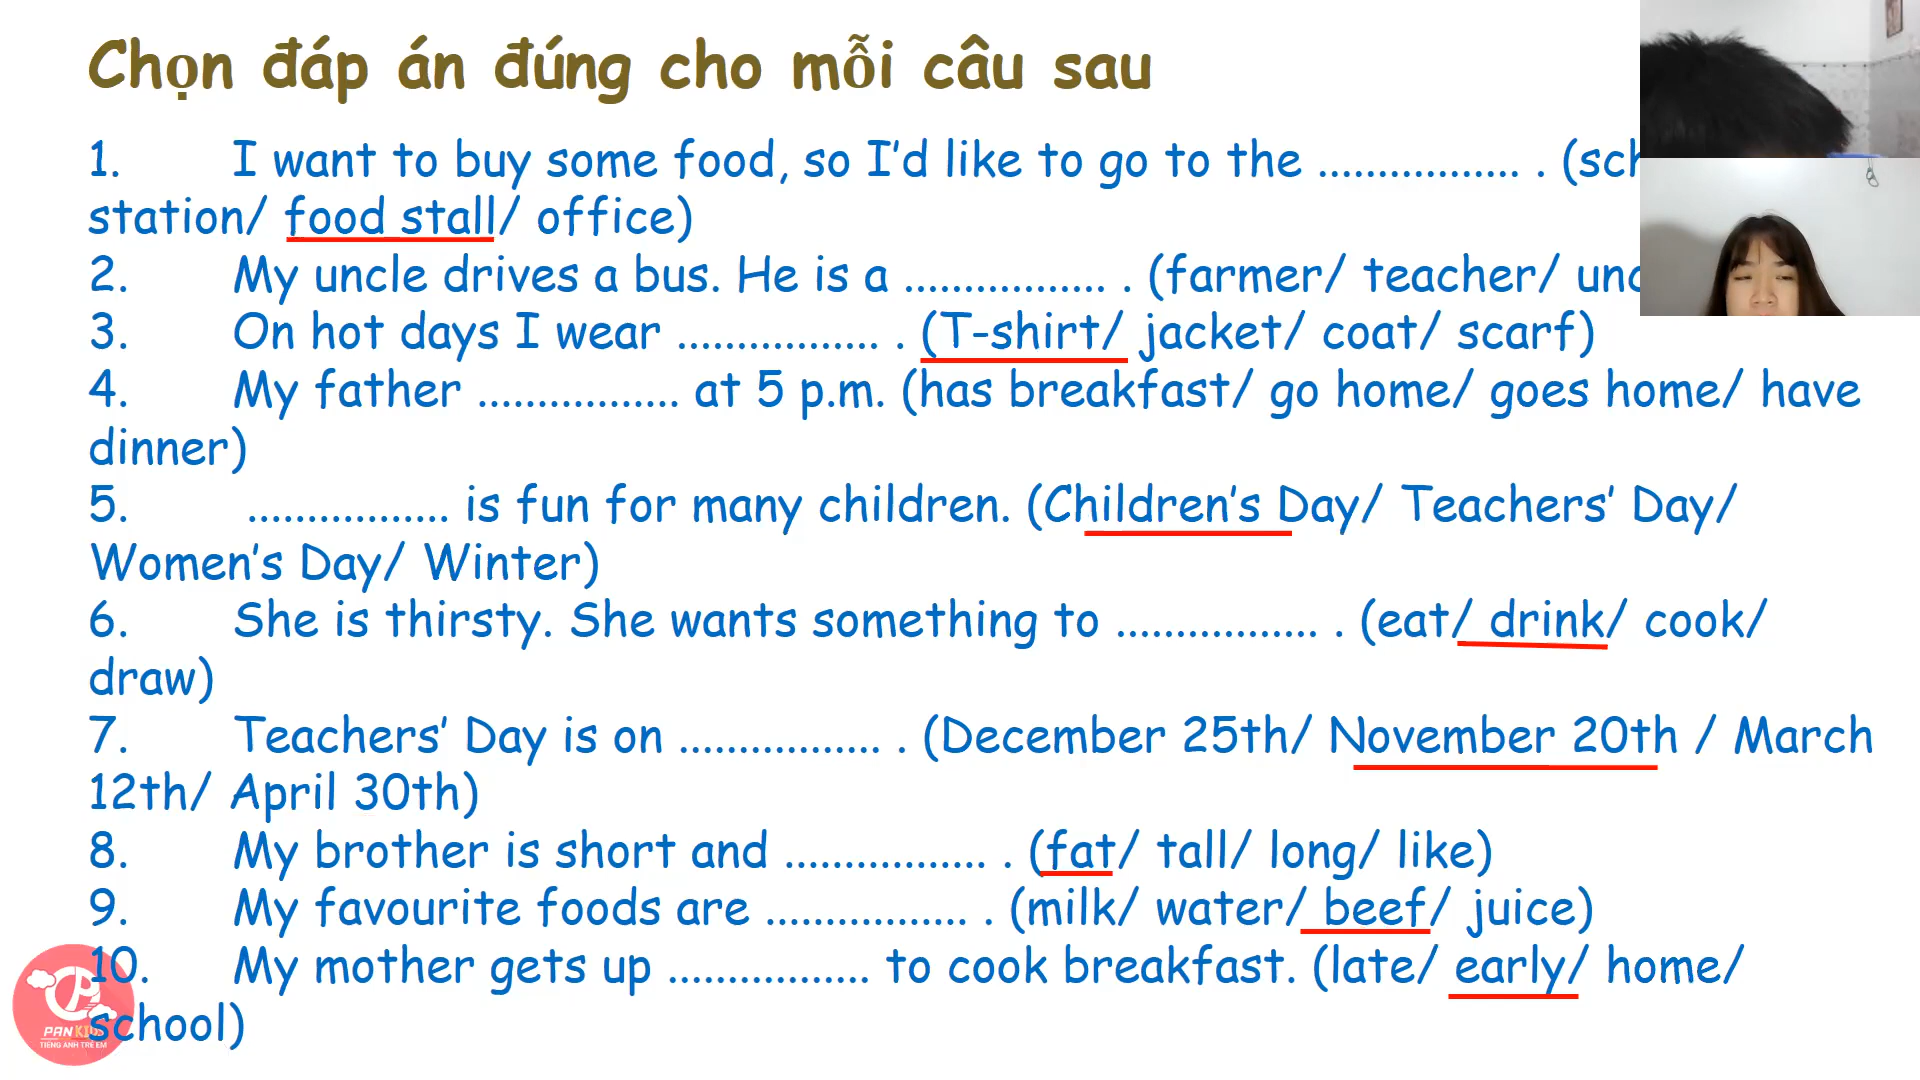 Chọn đáp án đúng cho mỗi câu sau
1. I want to buy some food, so I'd like to go to the ................. . (
station/ food stall/ office)
2. My uncle drives a bus. He is a ................. . (farmer/ teacher/
3. On hot days I wear ................. . (T-shirt/ jacket/ coat/ scarf)
4. My father ................. at 5 p.m. (has breakfast/ go home/ goes home/ have
dinner)
5. ................. is fun for many children. (Children's Day/ Teachers' Day/
Women's Day/ Winter)
6. She is thirsty. She wants something to ................. . (eat/ drink/ cook/
draw)
7. Teachers' Day is on ................. . (December 25th/ November 20th / March
12th/ April 30th)
8. My brother is short and ................. . (fat/ tall/ long/ like)
9. My favourite foods are ................. . (milk/ water/ beef/ juice)
10. My mother gets up ................. to cook breakfast. (late/ early/ home/
school)
PAN KIDS
TIẾNG ANH TRẺ EM